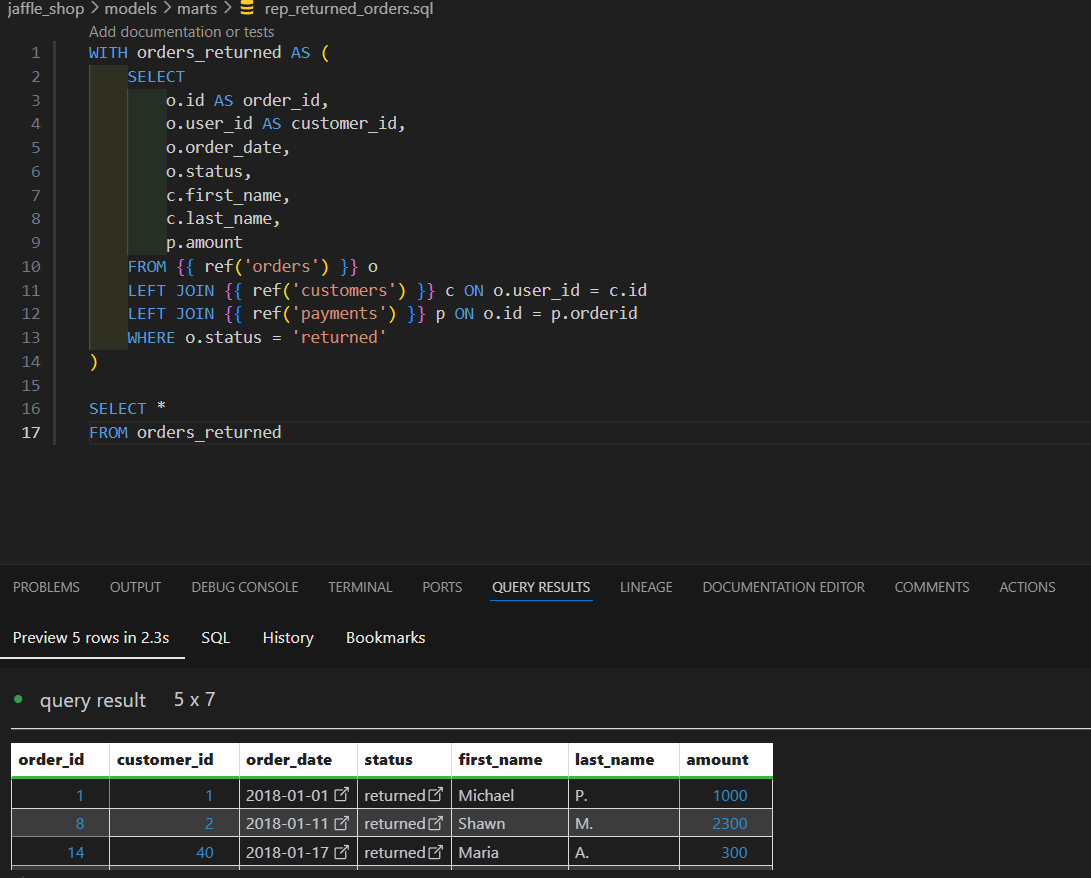 jaffle_shop > models > marts > rep_returned_orders.sql
Add documentation or tests
1 WITH orders_returned AS (
2 SELECT
3 o.id AS order_id,
4 o.user_id AS customer_id,
5 o.order_date,
6 o.status,
7 c.first_name,
8 c.last_name,
9 p.amount
10 FROM {{ ref('orders') }} o
11 LEFT JOIN {{ ref('customers') }} c ON o.user_id = c.id
12 LEFT JOIN {{ ref('payments') }} p ON o.id = p.orderid
13 WHERE o.status = 'returned'
14 )
15
16 SELECT *
17 FROM orders_returned
PROBLEMS OUTPUT DEBUG CONSOLE TERMINAL PORTS QUERY RESULTS LINEAGE DOCUMENTATION EDITOR COMMENTS ACTIONS
Preview 5 rows in 2.3s SQL History Bookmarks
query result 5 x 7
order_id customer_id order_date status first_name last_name amount
1 1 2018-01-01 returned Michael P. 1000
8 2 2018-01-11 returned Shawn M. 2300
14 40 2018-01-17 returned Maria A. 300